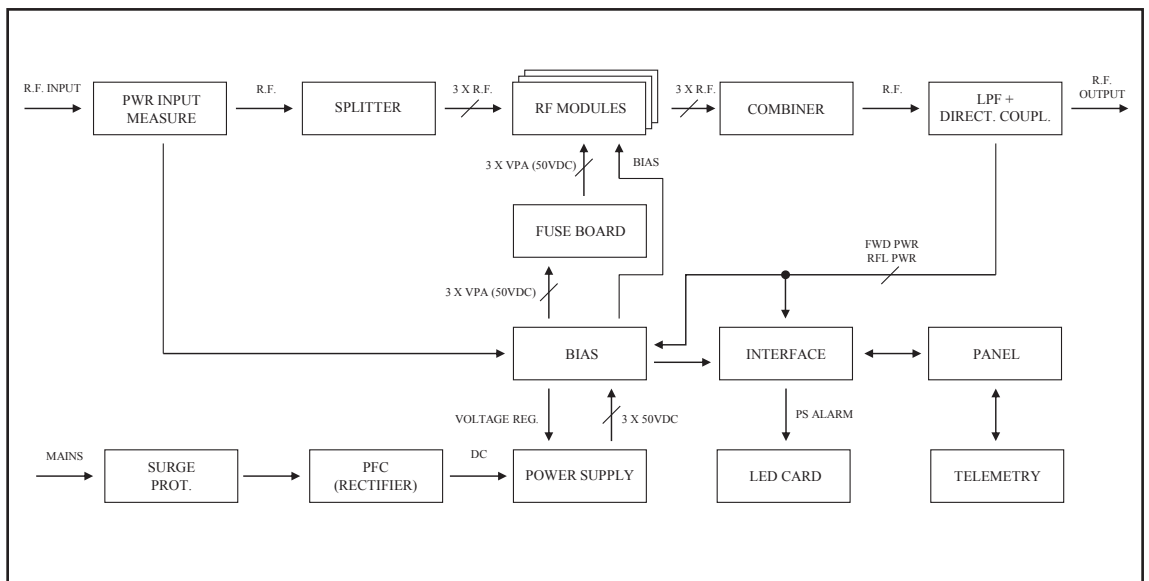 R.F. INPUT
PWR INPUT
MEASURE
R.F.
SPLITTER
3 X R.F.
RF MODULES
3 X R.F.
COMBINER
R.F.
LPF +
DIRECT. COUPL.
R.F.
OUTPUT
3 X VPA (50VDC)
BIAS
FUSE BOARD
FWD PWR
RFL PWR
3 X VPA (50VDC)
BIAS
INTERFACE
PANEL
VOLTAGE REG.
3 X 50VDC
PS ALARM
MAINS
SURGE
PROT.
PFC
(RECTIFIER)
DC
POWER SUPPLY
LED CARD
TELEMETRY